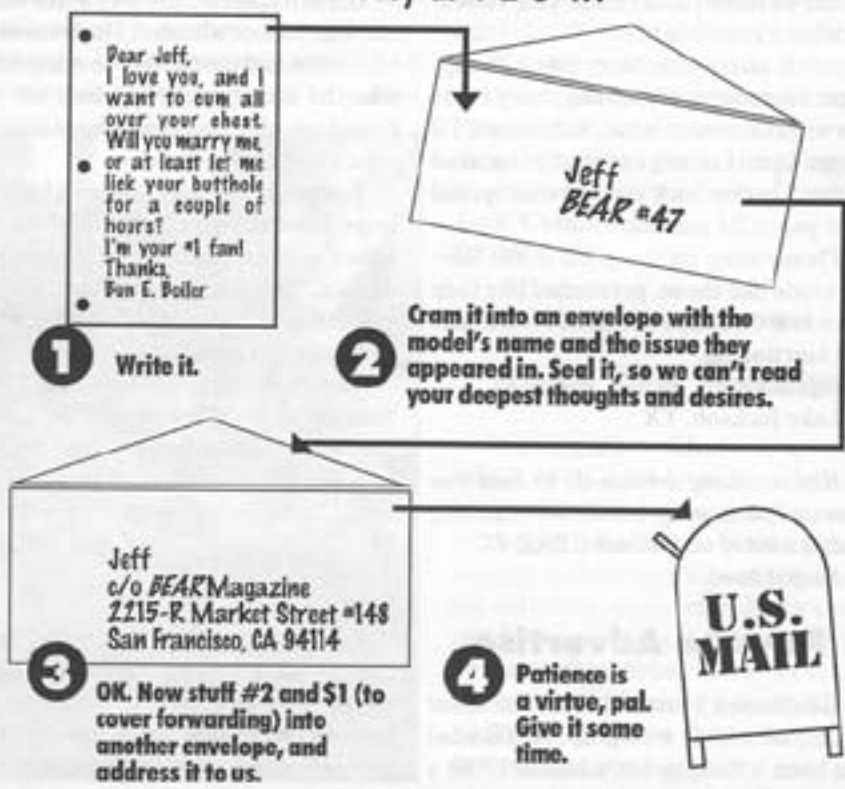 Dear Jeff,
I love you, and I
want to cum all
over your chest.
Will you marry me,
or at least let me
lick your butthole
for a couple of
hours?
I'm your #1 fan!
Thanks,
Bun E. Boiler
1 Write it.
Jeff
BEAR #47
2 Cram it into an envelope with the
model's name and the issue they
appeared in. Seal it, so we can't read
your deepest thoughts and desires.
Jeff
c/o BEAR Magazine
2215-R Market Street #148
San Francisco, CA 94114
3 OK. Now stuff #2 and $1 (to
cover forwarding) into
another envelope, and
address it to us.
4 Patience is
a virtue, pal.
Give it some
time.
U.S.
MAIL